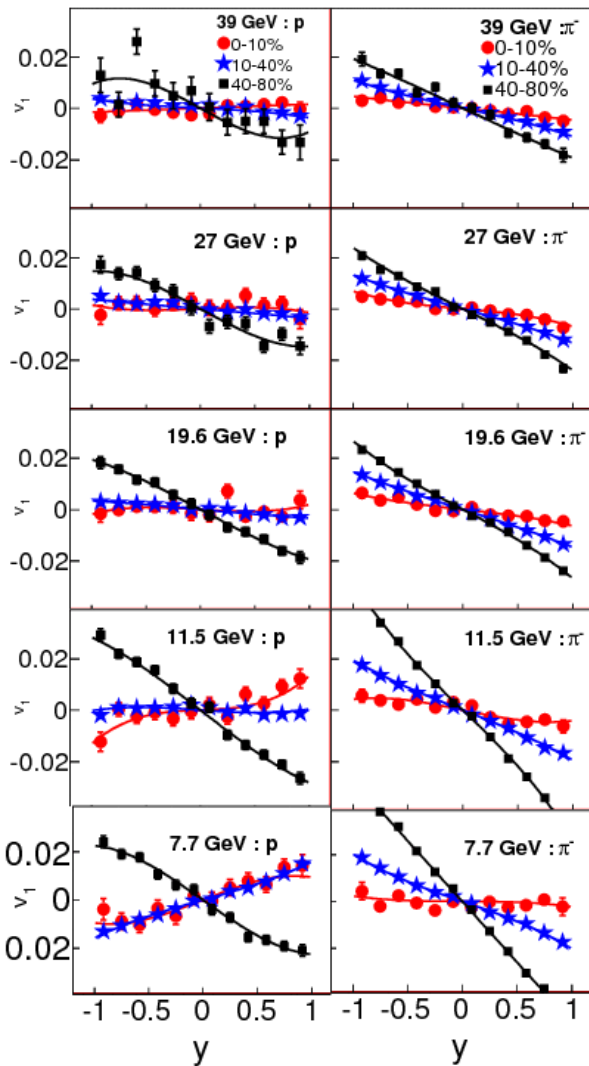 39 GeV : p
0-10%
10-40%
40-80%
39 GeV :π⁻
0-10%
10-40%
40-80%
0.02
0
-0.02
v₁
27 GeV : p
27 GeV :π⁻
0.02
0
-0.02
v₁
19.6 GeV : p
19.6 GeV :π⁻
0.02
0
-0.02
v₁
11.5 GeV : p
11.5 GeV :π⁻
0.02
0
-0.02
v₁
7.7 GeV : p
7.7 GeV :π⁻
0.02
0
0.02
v₁
-1 -0.5 0 0.5 1
-1 -0.5 0 0.5 1
y
y